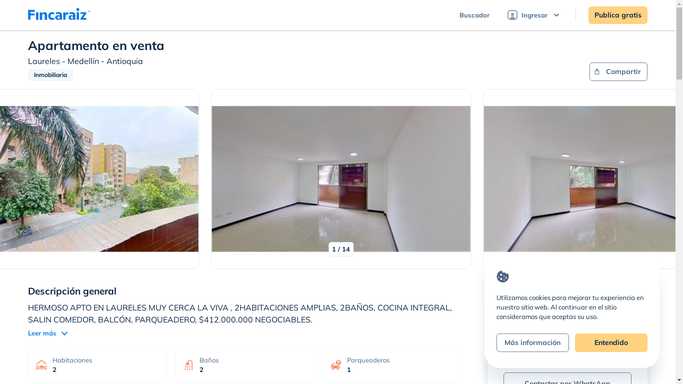 Fincaraiz
Buscador
Ingresar
Publica gratis
Apartamento en venta
Laureles - Medellín - Antioquia
Inmobiliaria
Compartir
1 / 14
Descripción general
HERMOSO APTO EN LAURELES MUY CERCA LA VIVA , 2HABITACIONES AMPLIAS, 2BAÑOS, COCINA INTEGRAL,
SALIN COMEDOR, BALCÓN, PARQUEADERO, $412.000.000 NEGOCIABLES.
Leer más
Habitaciones
2
Baños
2
Parqueaderos
1
Utilizamos cookies para mejorar tu experiencia en
nuestro sitio web. Al continuar en el sitio
consideramos que aceptas su uso.
Más información
Entendido
Contactar por WhatsApp